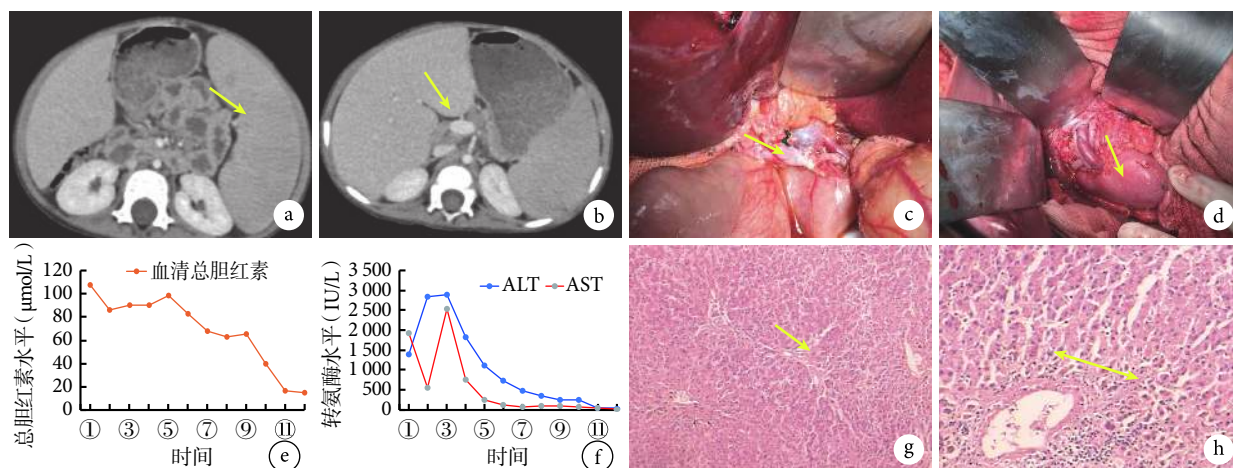 a
b
c
d
总胆红素水平（μmol/L）
120
100
80
60
40
20
0
血清总胆红素
① ③ ⑤ ⑦ ⑨ ⑪
时间
e
转氨酶水平（IU/L）
3 500
3 000
2 500
2 000
1 500
1 000
500
0
ALT AST
① ③ ⑤ ⑦ ⑨ ⑪
时间
f
g
h